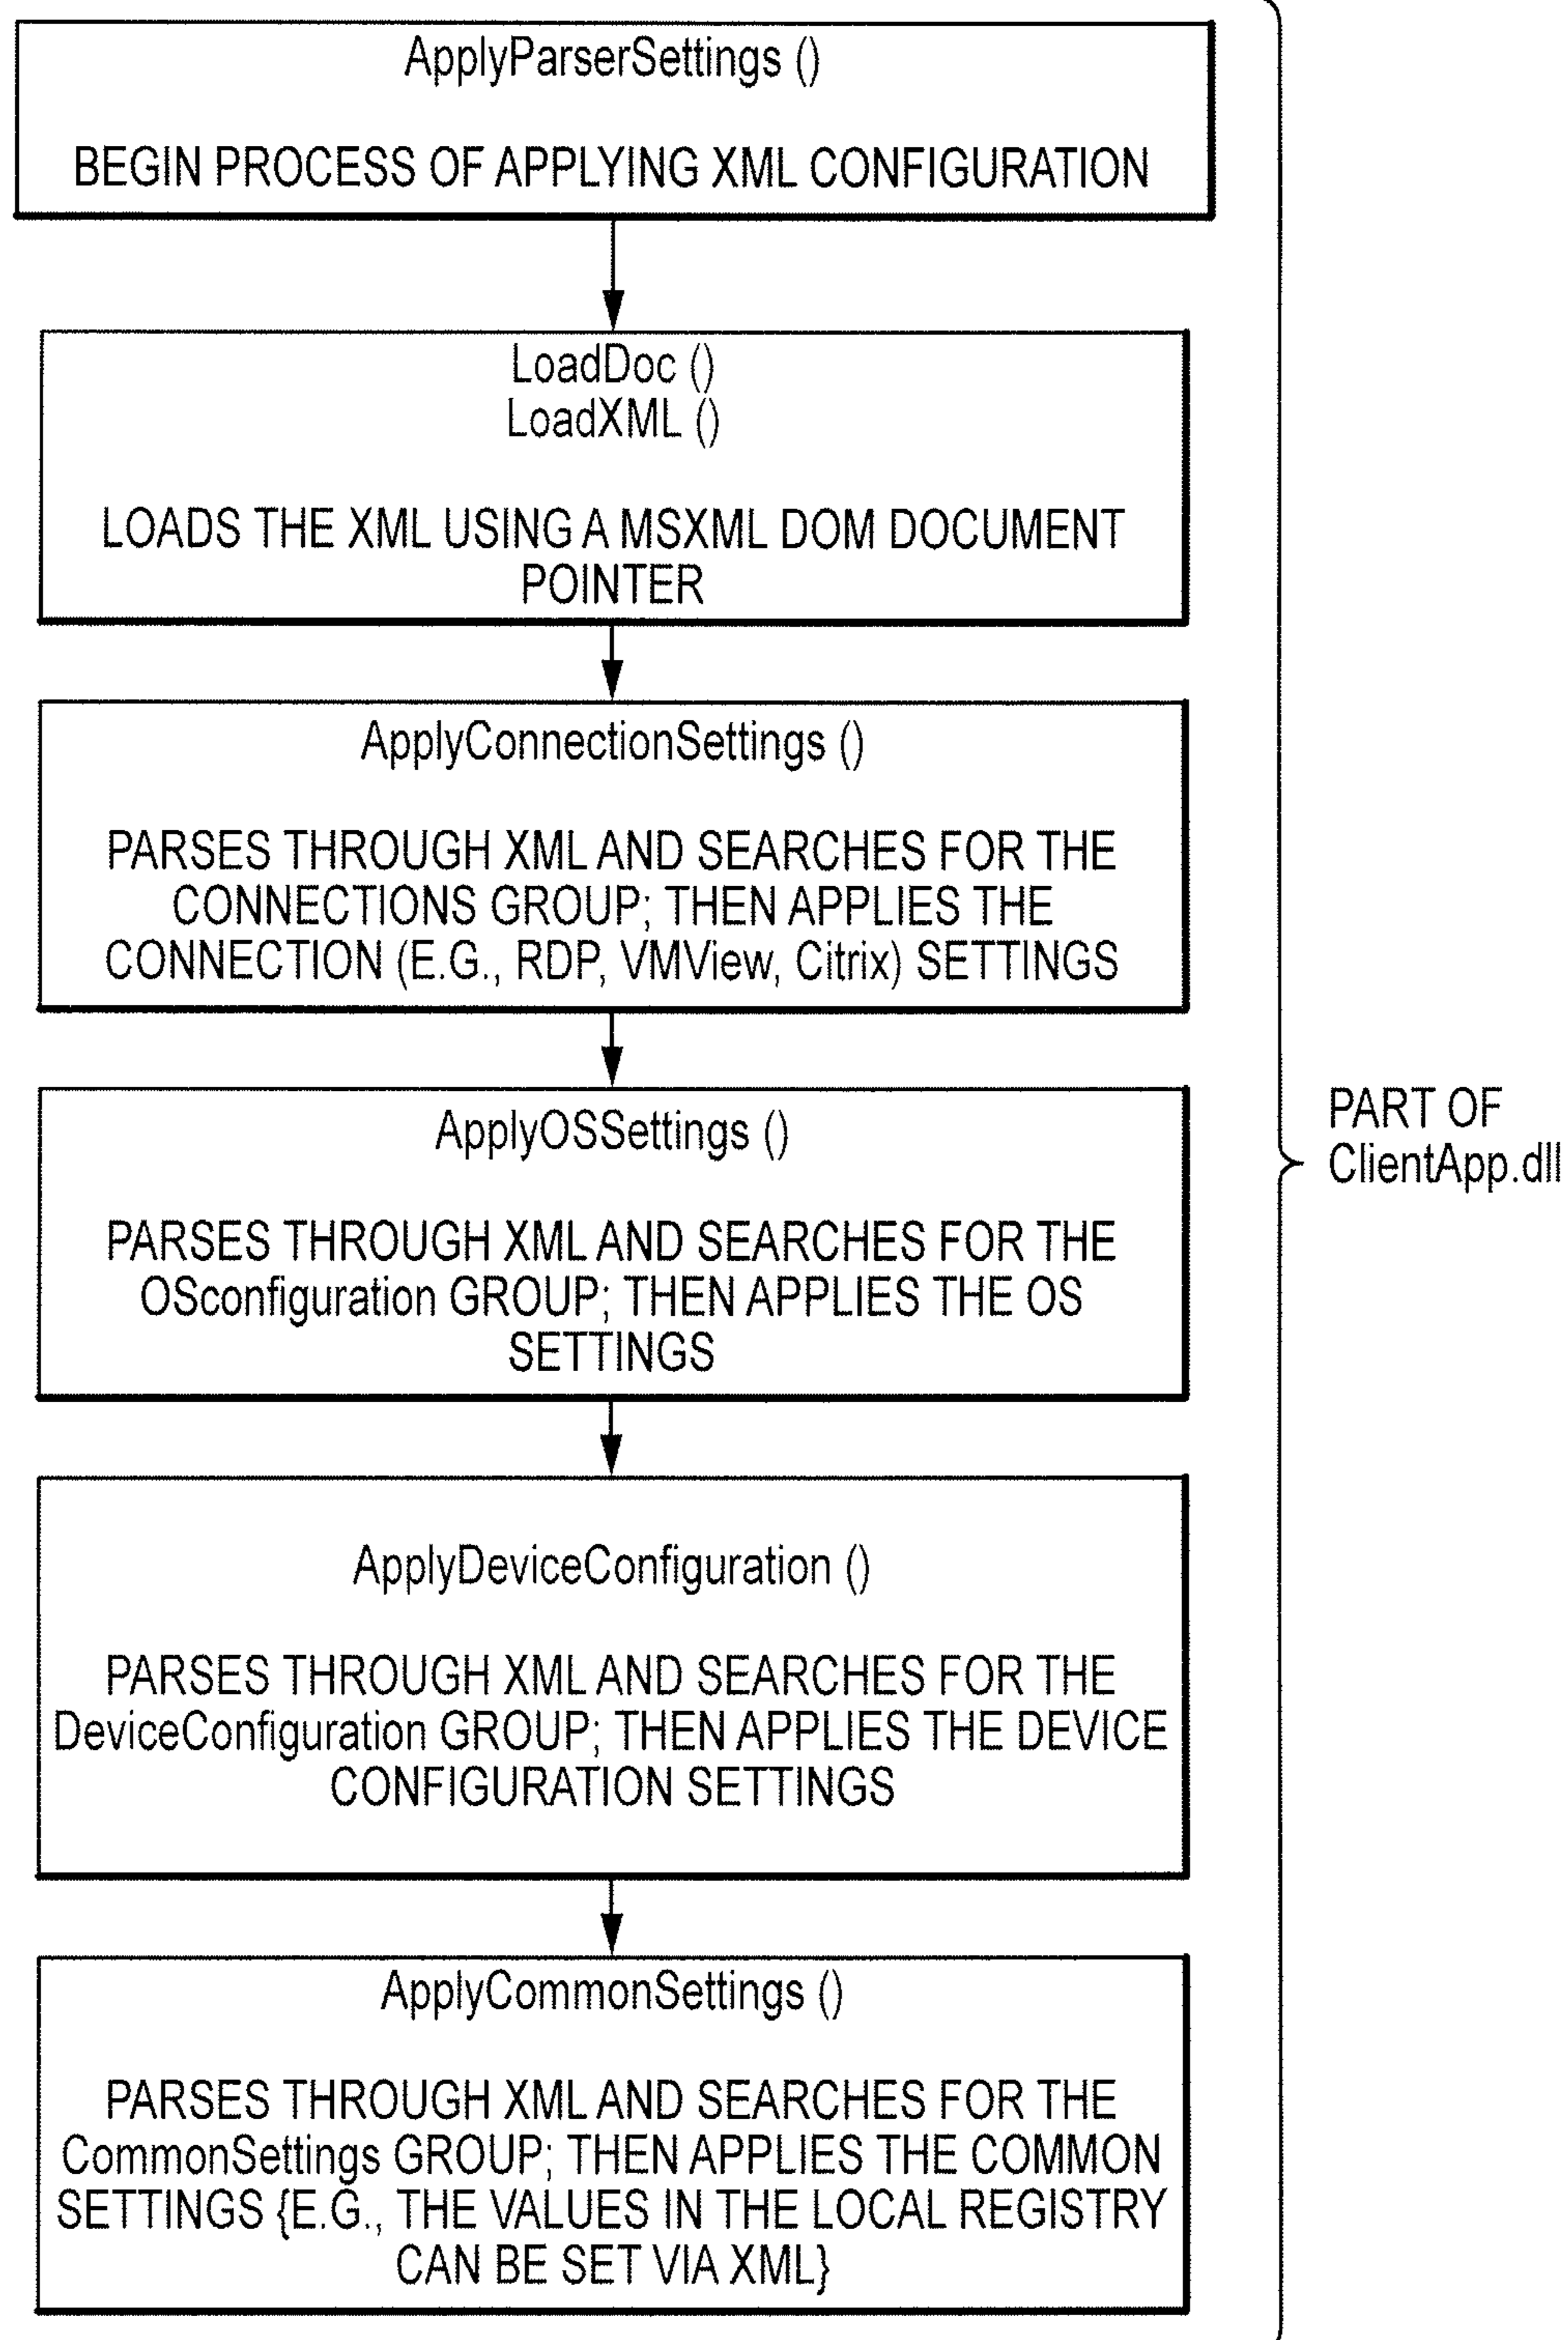 ApplyParserSettings ()
BEGIN PROCESS OF APPLYING XML CONFIGURATION
LoadDoc ()
LoadXML ()
LOADS THE XML USING A MSXML DOM DOCUMENT
POINTER
ApplyConnectionSettings ()
PARSES THROUGH XML AND SEARCHES FOR THE
CONNECTIONS GROUP; THEN APPLIES THE
CONNECTION (E.G., RDP, VMView, Citrix) SETTINGS
ApplyOSSettings ()
PARSES THROUGH XML AND SEARCHES FOR THE
OSconfiguration GROUP; THEN APPLIES THE OS
SETTINGS
ApplyDeviceConfiguration ()
PARSES THROUGH XML AND SEARCHES FOR THE
DeviceConfiguration GROUP; THEN APPLIES THE DEVICE
CONFIGURATION SETTINGS
ApplyCommonSettings ()
PARSES THROUGH XML AND SEARCHES FOR THE
CommonSettings GROUP; THEN APPLIES THE COMMON
SETTINGS {E.G., THE VALUES IN THE LOCAL REGISTRY
CAN BE SET VIA XML}
PART OF
ClientApp.dll